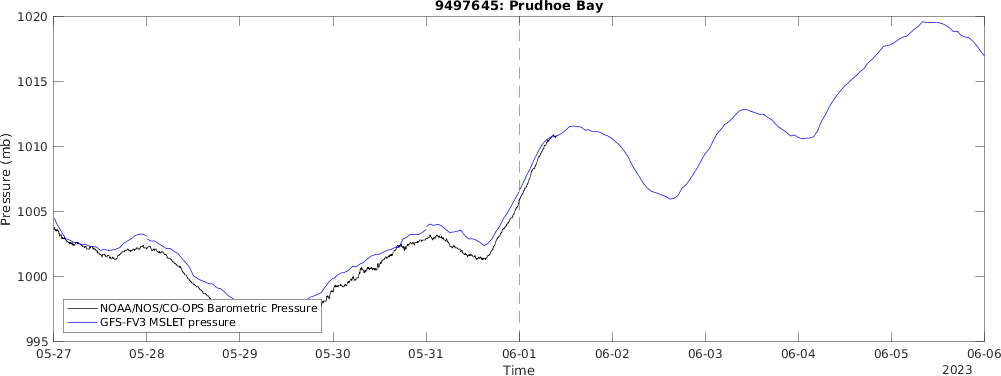 9497645: Prudhoe Bay
1020
1015
1010
1005
1000
995
Pressure (mb)
NOAA/NOS/CO-OPS Barometric Pressure
GFS-FV3 MSLET pressure
05-27 05-28 05-29 05-30 05-31 06-01 06-02 06-03 06-04 06-05 06-06
Time
2023